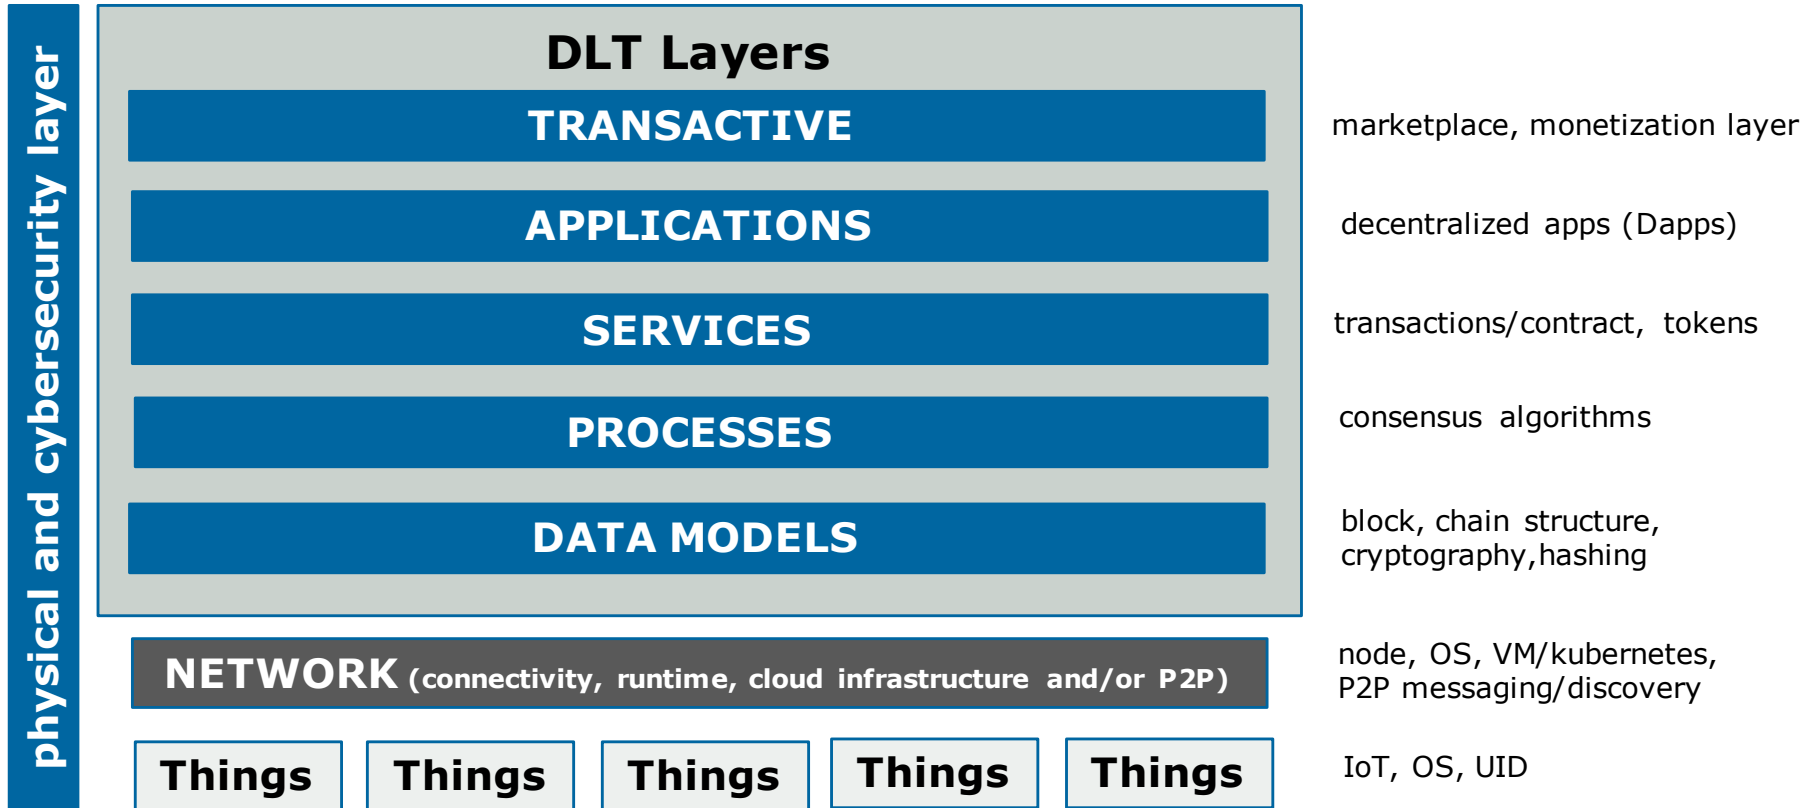 physical and cybersecurity layer
DLT Layers
TRANSACTIVE
marketplace, monetization layer
APPLICATIONS
decentralized apps (Dapps)
SERVICES
transactions/contract, tokens
PROCESSES
consensus algorithms
DATA MODELS
block, chain structure,
cryptography,hashing
NETWORK (connectivity, runtime, cloud infrastructure and/or P2P)
node, OS, VM/kubernetes,
P2P messaging/discovery
Things Things Things Things Things
IoT, OS, UID